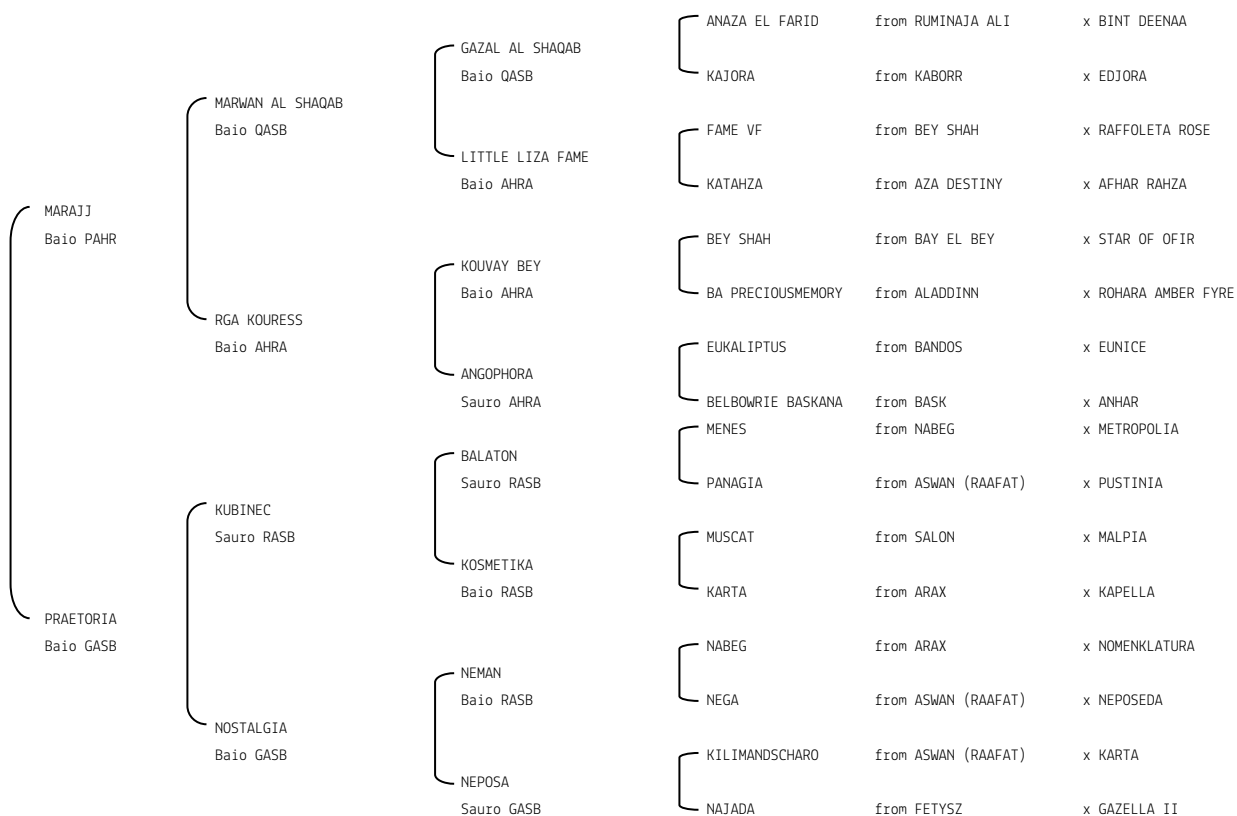 ANAZA EL FARID from RUMINAJA ALI x BINT DEENAA
GAZAL AL SHAQAB
Baio QASB KAJORA from KABORR x EDJORA
MARWAN AL SHAQAB
Baio QASB FAME VF from BEY SHAH x RAFFOLETA ROSE
LITTLE LIZA FAME
Baio AHRA KATAHZA from AZA DESTINY x AFHAR RAHZA
MARAJJ
Baio PAHR BEY SHAH from BAY EL BEY x STAR OF OFIR
KOUVAY BEY
Baio AHRA BA PRECIOUSMEMORY from ALADDINN x ROHARA AMBER FYRE
RGA KOURESS
Baio AHRA EUKALIPTUS from BANDOS x EUNICE
ANGOPHORA
Sauro AHRA BELBOWRIE BASKANA from BASK x ANHAR
MENES from NABEG x METROPOLIA
BALATON
Sauro RASB PANAGIA from ASWAN (RAAFAT) x PUSTINIA
KUBINEC
Sauro RASB MUSCAT from SALON x MALPIA
KOSMETIKA
Baio RASB KARTA from ARAX x KAPELLA
PRAETORIA
Baio GASB NABEG from ARAX x NOMENKLATURA
NEMAN
Baio RASB NEGA from ASWAN (RAAFAT) x NEPOSEDA
NOSTALGIA
Baio GASB KILIMANDSCHARO from ASWAN (RAAFAT) x KARTA
NEPOSA
Sauro GASB NAJADA from FETYSZ x GAZELLA II